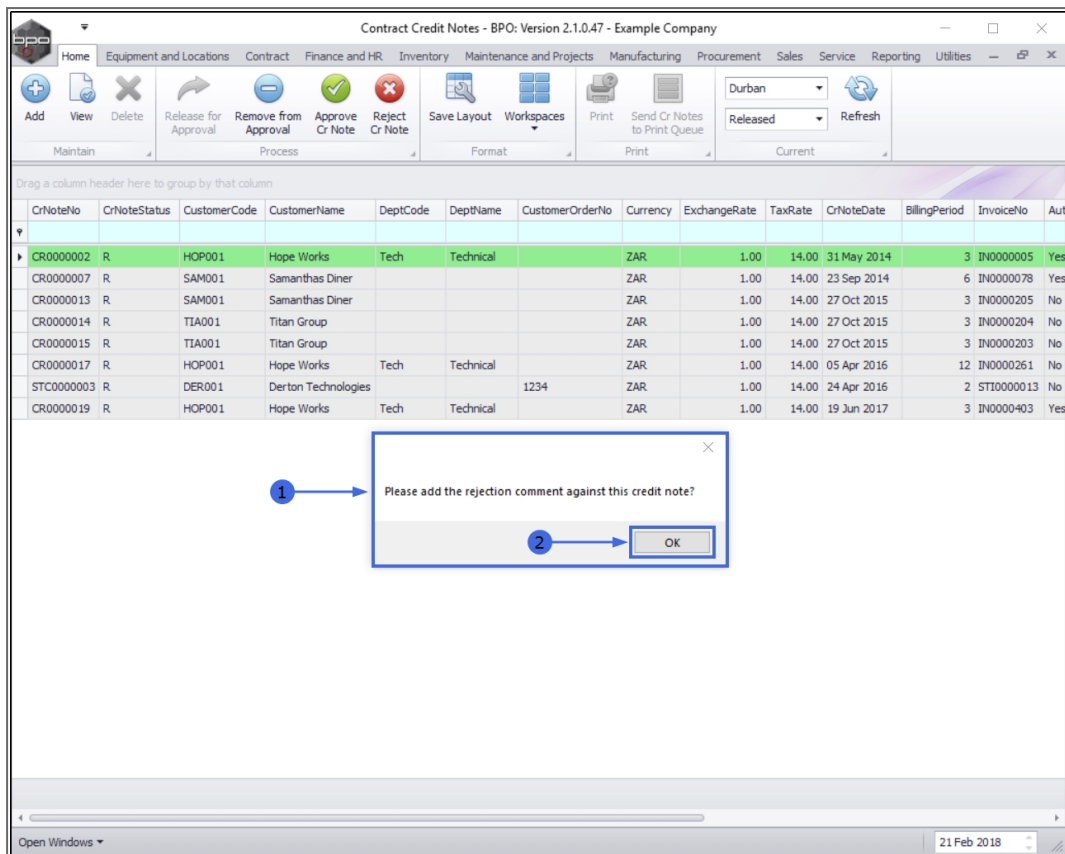 Contract Credit Notes - BPO: Version 2.1.0.47 - Example Company
bpo
Home Equipment and Locations Contract Finance and HR Inventory Maintenance and Projects Manufacturing Procurement Sales Service Reporting Utilities
Add View Delete Release for Approval Remove from Approval Approve Cr Note Reject Cr Note Save Layout Workspaces Print Send Cr Notes to Print Queue Durban Released Refresh
Maintain Process Format Print Current
Drag a column header here to group by that column
CrNoteNo CrNoteStatus CustomerCode CustomerName DeptCode DeptName CustomerOrderNo Currency ExchangeRate TaxRate CrNoteDate BillingPeriod InvoiceNo Aut
CR0000002 R HOP001 Hope Works Tech Technical ZAR 1.00 14.00 31 May 2014 3 IN0000005 Yes
CR0000007 R SAM001 Samanthas Diner ZAR 1.00 14.00 23 Sep 2014 6 IN0000078 Yes
CR0000013 R SAM001 Samanthas Diner ZAR 1.00 14.00 27 Oct 2015 3 IN0000205 No
CR0000014 R TIA001 Titan Group ZAR 1.00 14.00 27 Oct 2015 3 IN0000204 No
CR0000015 R TIA001 Titan Group ZAR 1.00 14.00 27 Oct 2015 3 IN0000203 No
CR0000017 R HOP001 Hope Works Tech Technical ZAR 1.00 14.00 05 Apr 2016 12 IN0000261 No
STC0000003 R DER001 Derton Technologies 1234 ZAR 1.00 14.00 24 Apr 2016 2 STI0000013 No
CR0000019 R HOP001 Hope Works Tech Technical ZAR 1.00 14.00 19 Jun 2017 3 IN0000403 Yes
1 Please add the rejection comment against this credit note?
2 OK
Open Windows 21 Feb 2018